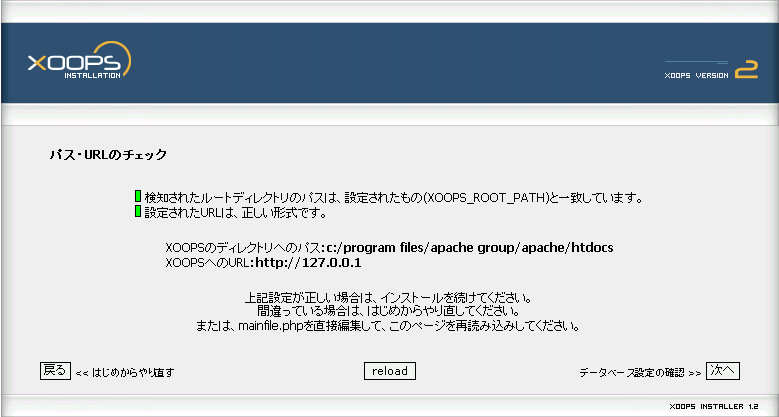 XOOPS
INSTALLATION
XOOPS VERSION 2
パス・URLのチェック
検知されたルートディレクトリのパスは、設定されたもの(XOOPS_ROOT_PATH)と一致しています。
設定されたURLは、正しい形式です。
XOOPSのディレクトリへのパス:c:/program files/apache group/apache/htdocs
XOOPSへのURL:http://127.0.0.1
上記設定が正しい場合は、インストールを続けてください。
間違っている場合は、はじめからやり直してください。
または、mainfile.phpを直接編集して、このページを再読み込みしてください。
戻る << はじめからやり直す reload データベース設定の確認 >> 次へ
XOOPS INSTALLER 1.2